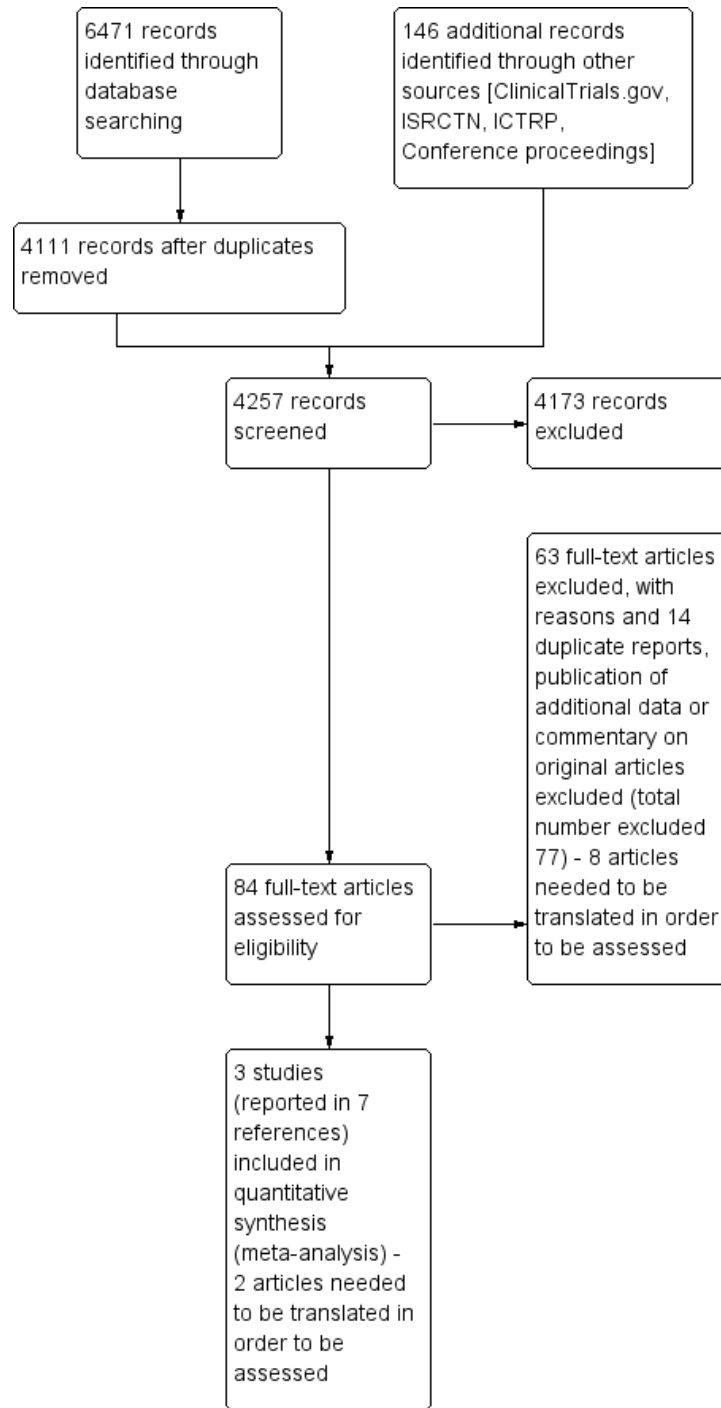 6471 records
identified through
database
searching
146 additional records
identified through other
sources [ClinicalTrials.gov,
ISRCTN, ICTRP,
Conference proceedings]
4111 records after duplicates
removed
4257 records
screened
4173 records
excluded
63 full-text articles
excluded, with
reasons and 14
duplicate reports,
publication of
additional data or
commentary on
original articles
excluded (total
number excluded
77) - 8 articles
needed to be
translated in order
to be assessed
84 full-text articles
assessed for
eligibility
3 studies
(reported in 7
references)
included in
quantitative
synthesis
(meta-analysis) -
2 articles needed
to be translated in
order to be
assessed